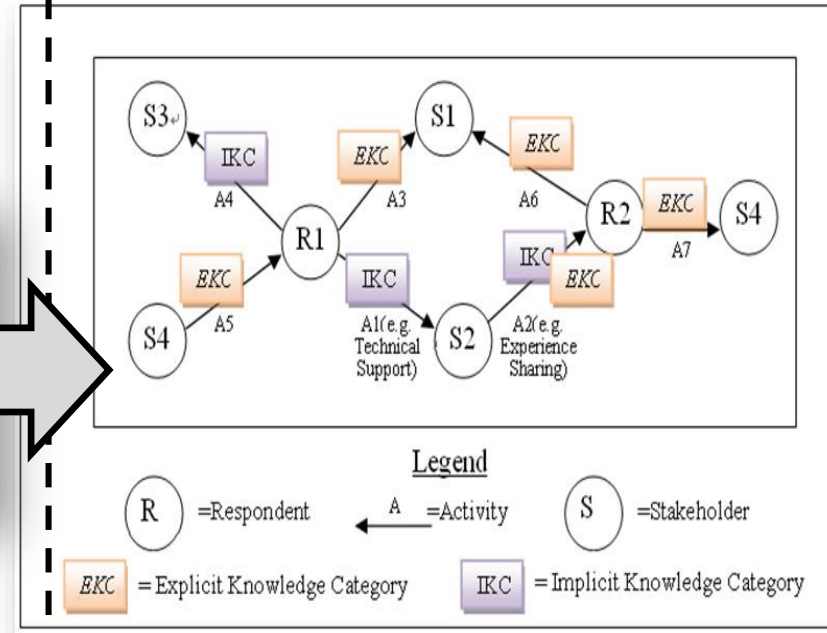 S3
S1
IKC
EKC
EKC
A4
A3
A6
R1
R2
EKC
S4
A7
EKC
IKC
IKC
EKC
S4
A5
A1(e.g.
Technical
Support)
S2
A2(e.g.
Experience
Sharing)
Legend
R =Respondent
A =Activity
S =Stakeholder
EKC = Explicit Knowledge Category
IKC = Implicit Knowledge Category